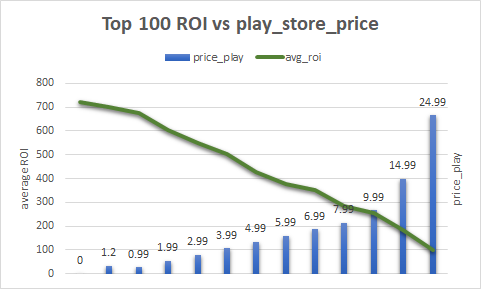 Top 100 ROI vs play_store_price
price_play avg_roi
average ROI
800
700
600
500
400
300
200
100
0
0 1.2 0.99 1.99 2.99 3.99 4.99 5.99 6.99 7.99 9.99 14.99 24.99
price_play